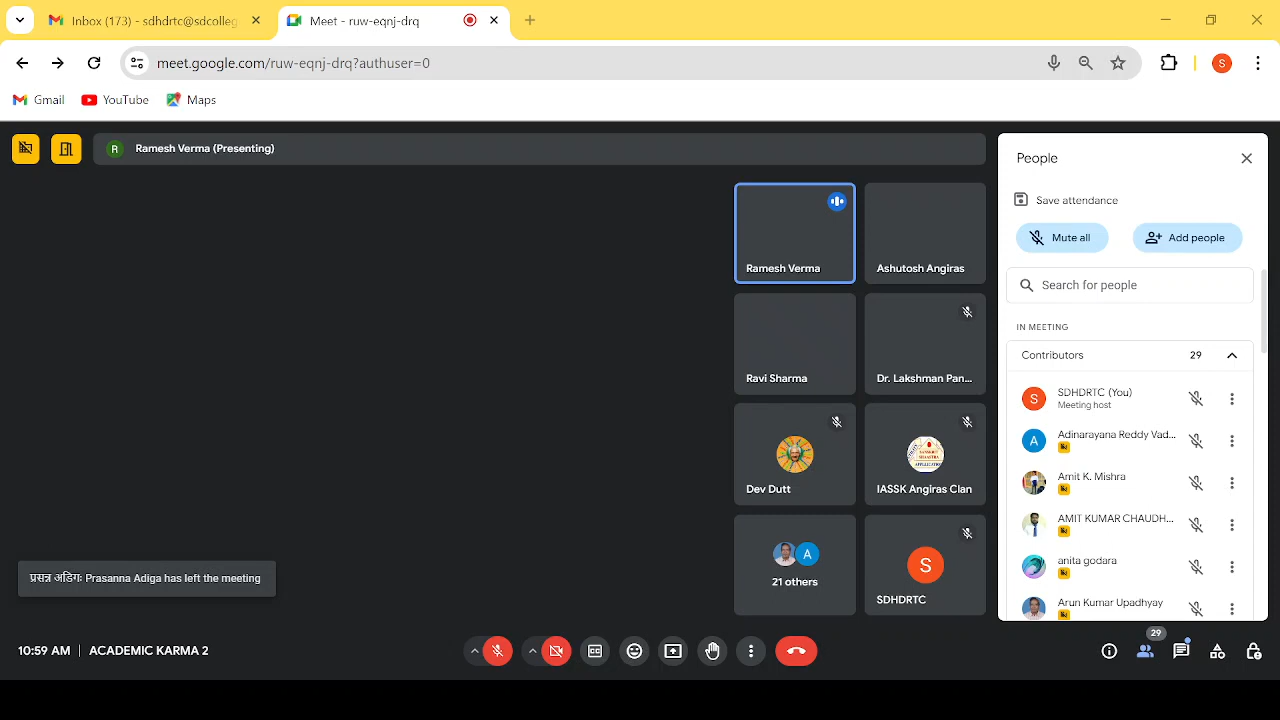 Inbox (173) - sdhdrtc@sdcolleg
Meet - ruw-eqnj-drq
meet.google.com/ruw-eqnj-drq?authuser=0
S
Gmail
YouTube
Maps
R
Ramesh Verma (Presenting)
People
Save attendance
Mute all
Add people
Search for people
IN MEETING
Contributors
29
Ramesh Verma
Ashutosh Angiras
Ravi Sharma
Dr. Lakshman Pan...
Dev Dutt
IASSK Angiras Clan
A
21 others
S
SDHDRTC
S
SDHDRTC (You)
Meeting host
A
Adinarayana Reddy Vad...
Amit K. Mishra
AMIT KUMAR CHAUDH...
anita godara
Arun Kumar Upadhyay
प्रसन्न अडिगः Prasanna Adiga has left the meeting
10:59 AM
ACADEMIC KARMA 2
29